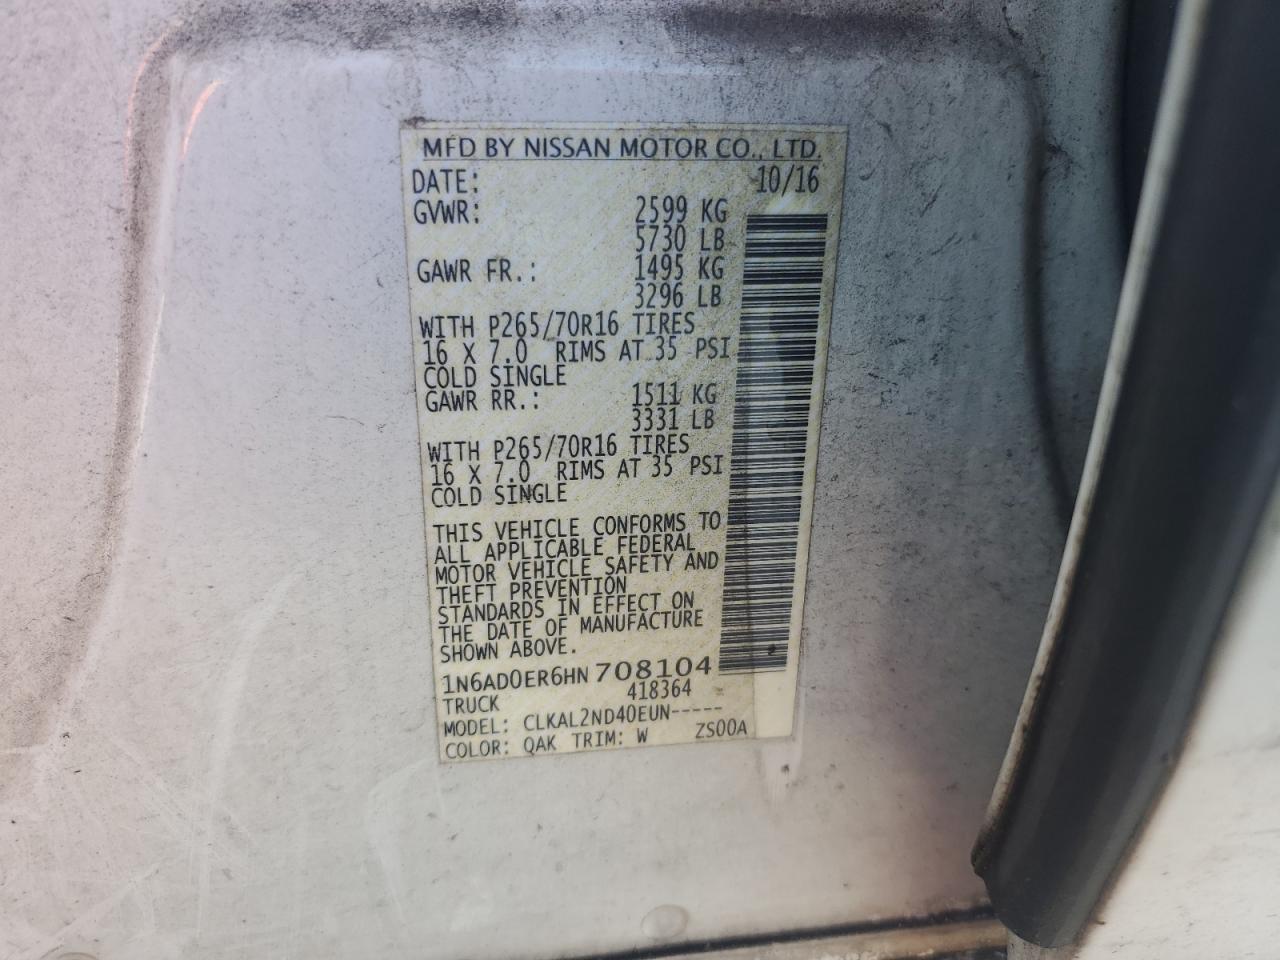 MFD BY NISSAN MOTOR CO., LTD.
DATE: 10/16
GVWR: 2599 KG
5730 LB
GAWR FR.: 1495 KG
3296 LB
WITH P265/70R16 TIRES
16 X 7.0 RIMS AT 35 PSI
COLD SINGLE
GAWR RR.: 1511 KG
3331 LB
WITH P265/70R16 TIRES
16 X 7.0 RIMS AT 35 PSI
COLD SINGLE
THIS VEHICLE CONFORMS TO
ALL APPLICABLE FEDERAL
MOTOR VEHICLE SAFETY AND
THEFT PREVENTION
STANDARDS IN EFFECT ON
THE DATE OF MANUFACTURE
SHOWN ABOVE.
1N6AD0ER6HN 708104
TRUCK 418364
MODEL: CLKAL2ND40EUN-----
COLOR: QAK TRIM: W ZS00A